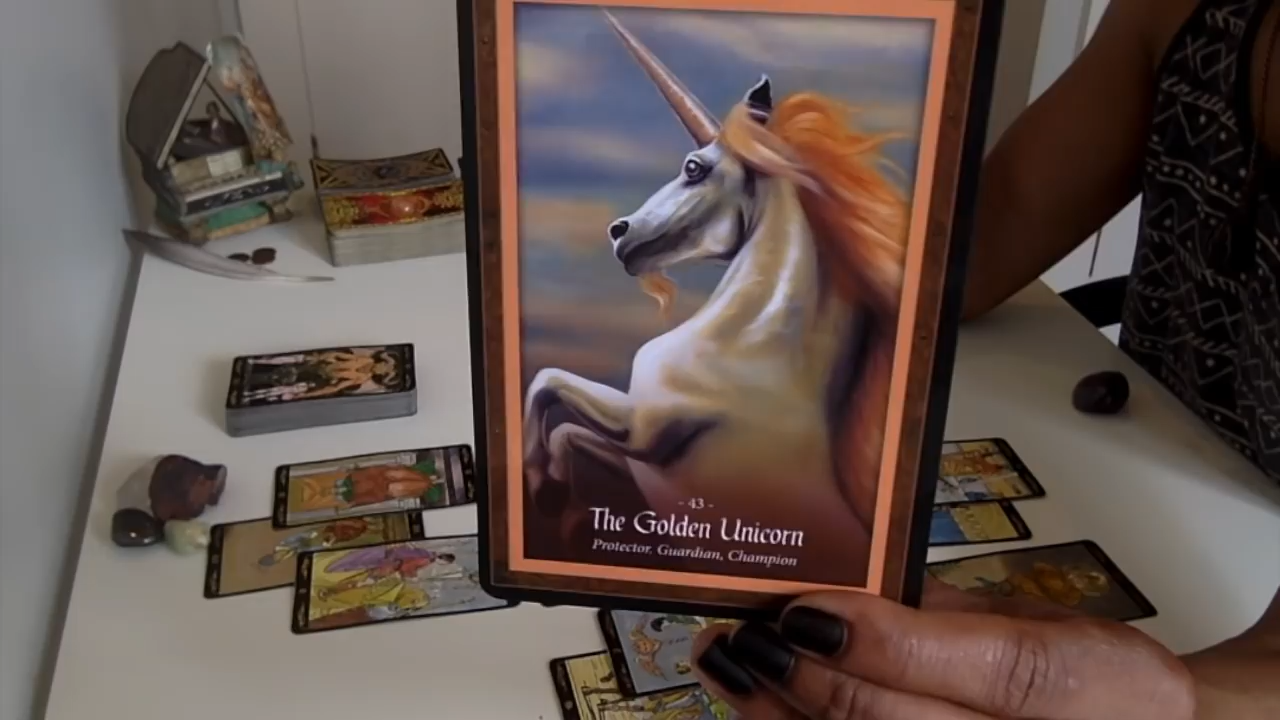 - 43 -
The Golden Unicorn
Protector, Guardian, Champion